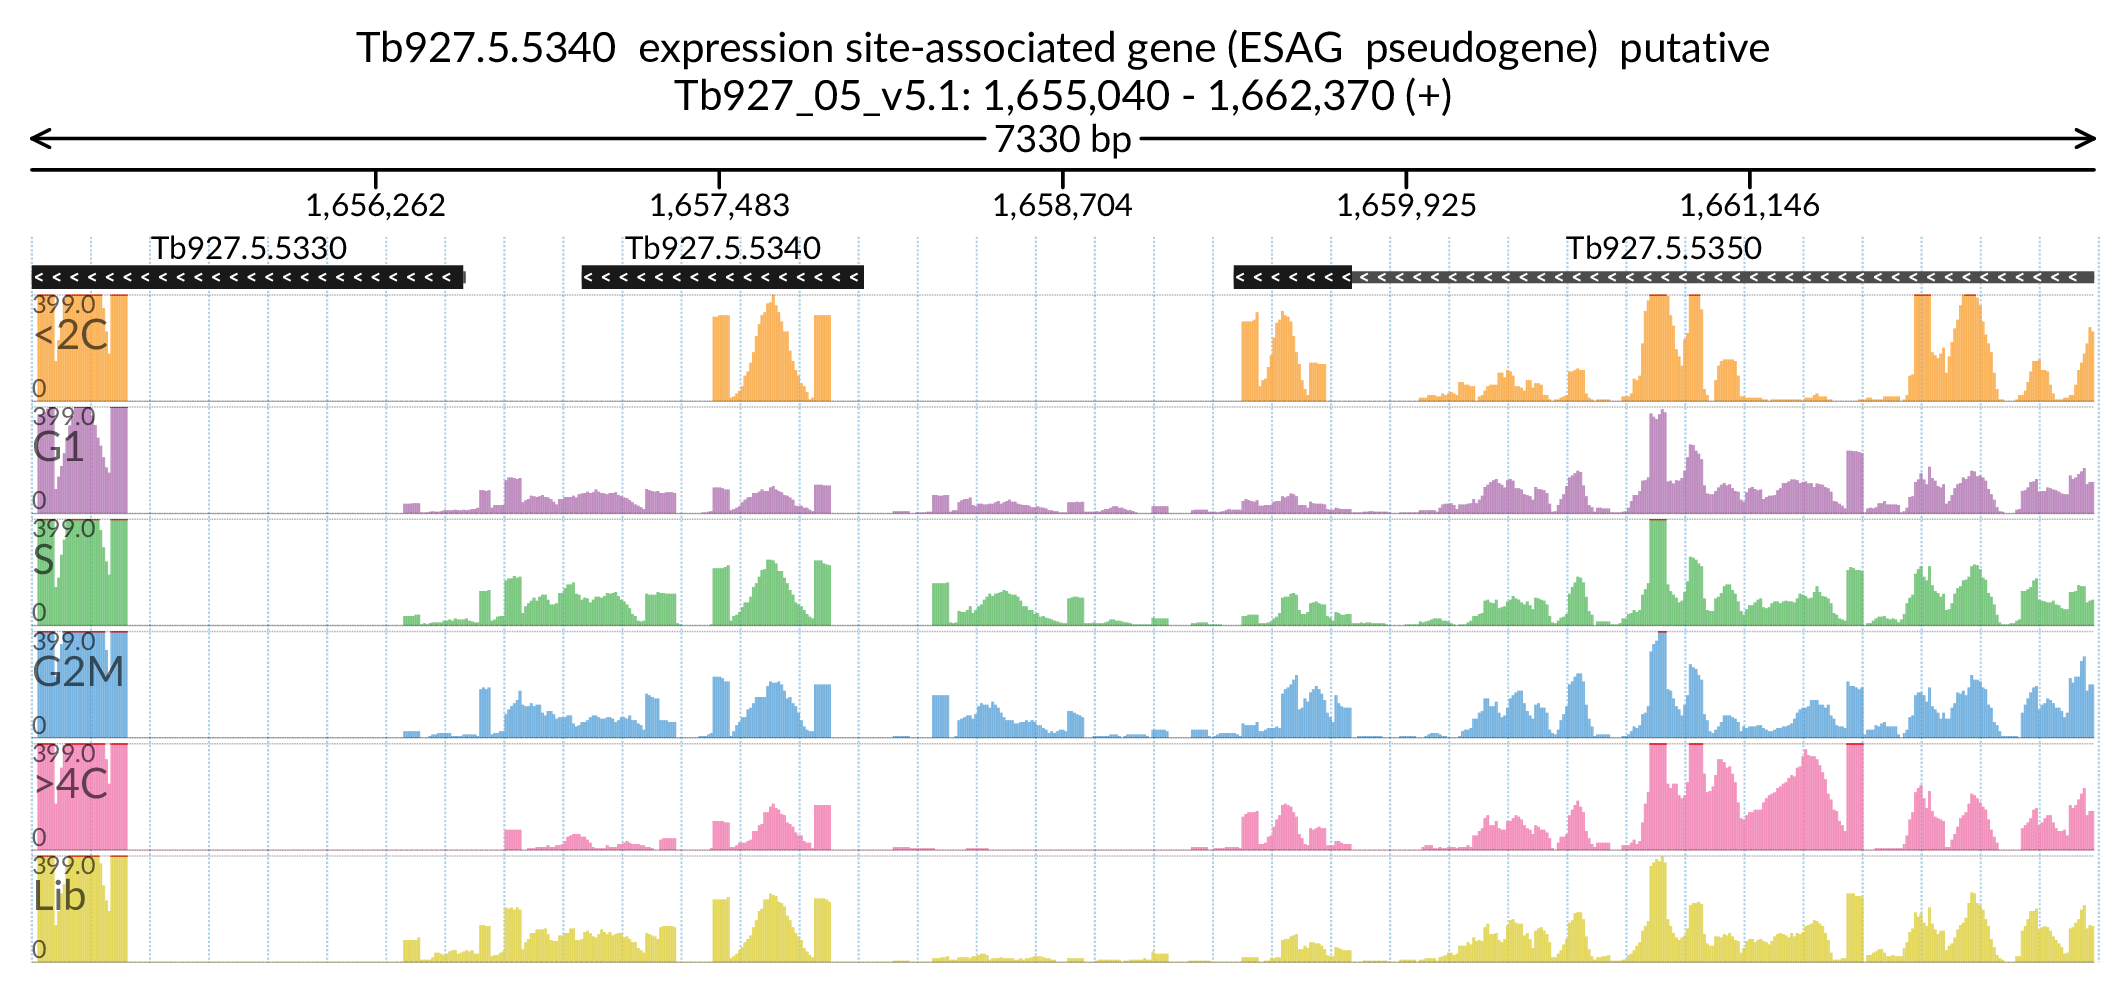 Tb927.5.5340 expression site-associated gene (ESAG pseudogene) putative
Tb927_05_v5.1: 1,655,040 - 1,662,370 (+)
7330 bp
1,656,262 1,657,483 1,658,704 1,659,925 1,661,146
Tb927.5.5330 Tb927.5.5340 Tb927.5.5350
399.0
<2C
0
399.0
G1
0
399.0
S
0
399.0
G2M
0
399.0
>4C
0
399.0
Lib
0